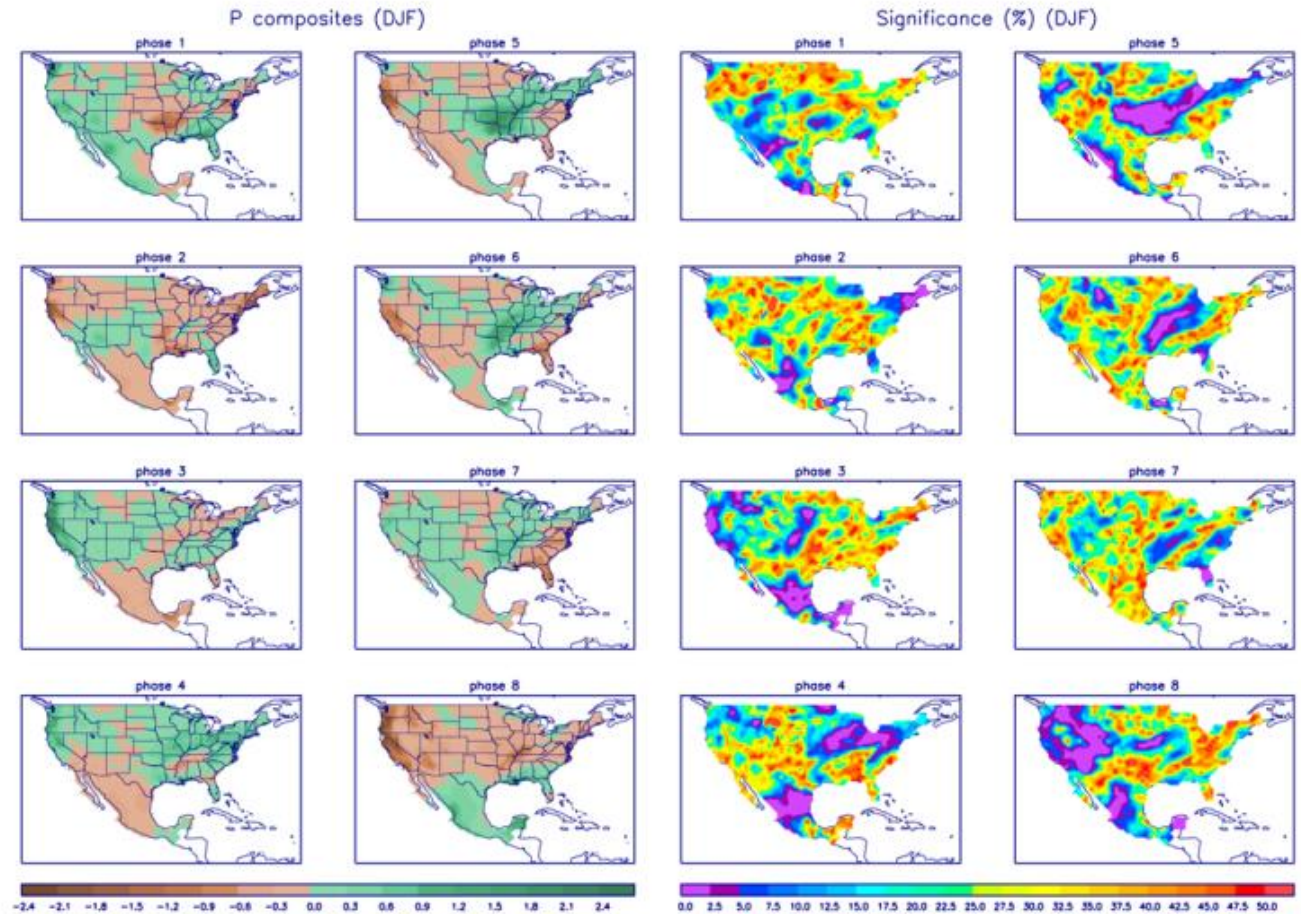 P composites (DJF) Significance (%) (DJF)
phase 1 phase 5 phase 1 phase 5
phase 2 phase 6 phase 2 phase 6
phase 3 phase 7 phase 3 phase 7
phase 4 phase 8 phase 4 phase 8
-2.4 -2.1 -1.8 -1.5 -1.2 -0.9 -0.6 -0.3 0.0 0.3 0.6 0.9 1.2 1.5 1.8 2.1 2.4 0.0 2.5 5.0 7.5 10.0 12.5 15.0 17.5 20.0 22.5 25.0 27.5 30.0 32.5 35.0 37.5 40.0 42.5 45.0 47.5 50.0